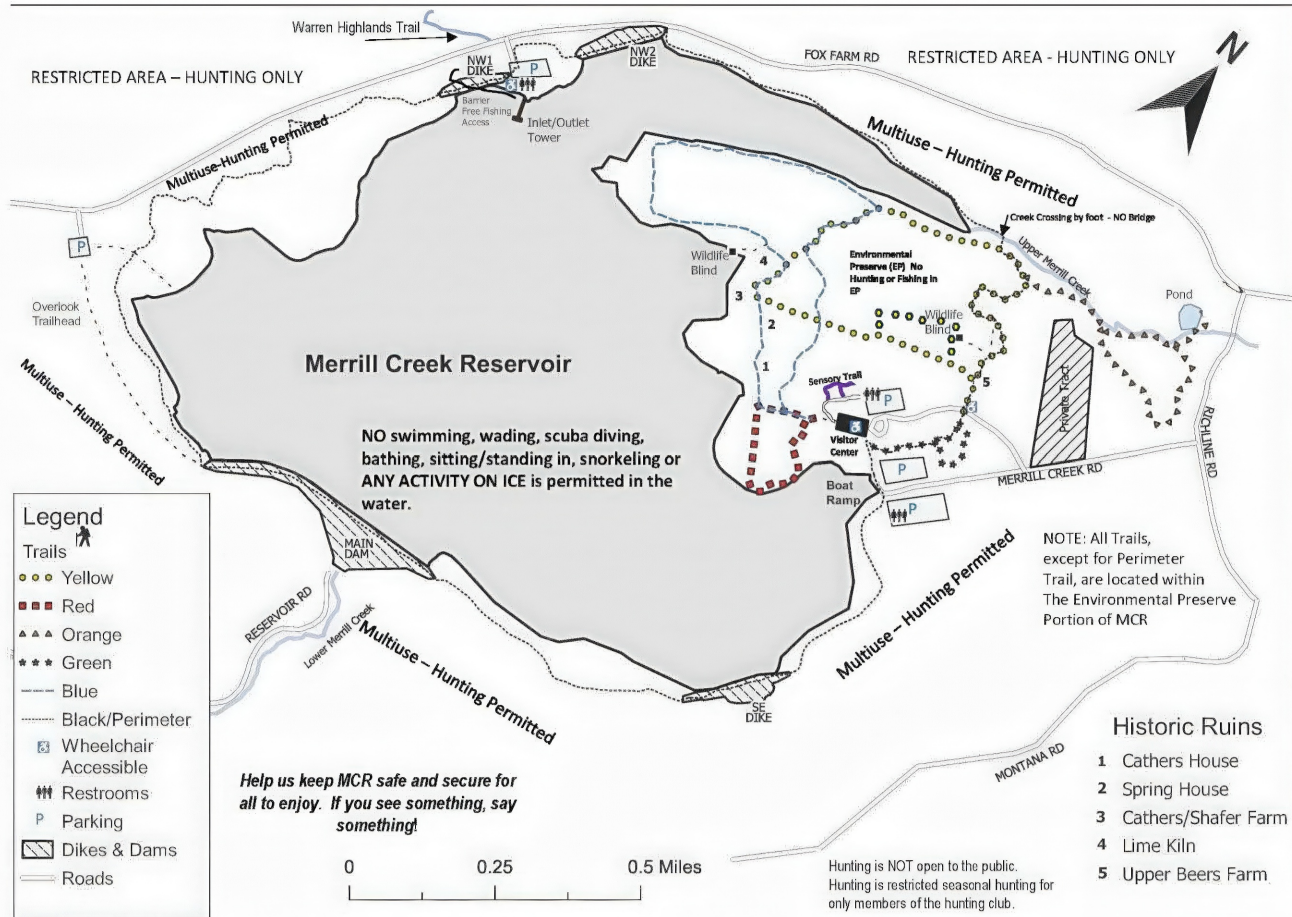 Warren Highlands Trail
RESTRICTED AREA – HUNTING ONLY
NW1
DIKE
P
NW2
DIKE
FOX FARM RD
RESTRICTED AREA - HUNTING ONLY
N
Barrier
Free Fishing
Access
Inlet/Outlet
Tower
Multiuse-Hunting Permitted
Multiuse – Hunting Permitted
Creek Crossing by foot - NO Bridge
Upper Merrill Creek
P
Overlook
Trailhead
Wildlife
Blind
4
3
2
1
Environmental
Preserve (EP) No
Hunting or Fishing in
EP
Wildlife
Blind
Pond
5
Private Tract
Merrill Creek Reservoir
Sensory Trail
P
Visitor
Center
P
RICHLINE RD
MERRILL CREEK RD
Boat
Ramp
P
Multiuse – Hunting Permitted
NO swimming, wading, scuba diving,
bathing, sitting/standing in, snorkeling or
ANY ACTIVITY ON ICE is permitted in the
water.
MAIN
DAM
RESERVOIR RD
Lower Merrill Creek
Multiuse – Hunting Permitted
SE
DIKE
Multiuse – Hunting Permitted
NOTE: All Trails,
except for Perimeter
Trail, are located within
The Environmental Preserve
Portion of MCR
MONTANA RD
Legend
Trails
Yellow
Red
Orange
Green
Blue
Black/Perimeter
Wheelchair
Accessible
Restrooms
P Parking
Dikes & Dams
Roads
Help us keep MCR safe and secure for
all to enjoy. If you see something, say
something!
0 0.25 0.5 Miles
Historic Ruins
1 Cathers House
2 Spring House
3 Cathers/Shafer Farm
4 Lime Kiln
5 Upper Beers Farm
Hunting is NOT open to the public.
Hunting is restricted seasonal hunting for
only members of the hunting club.